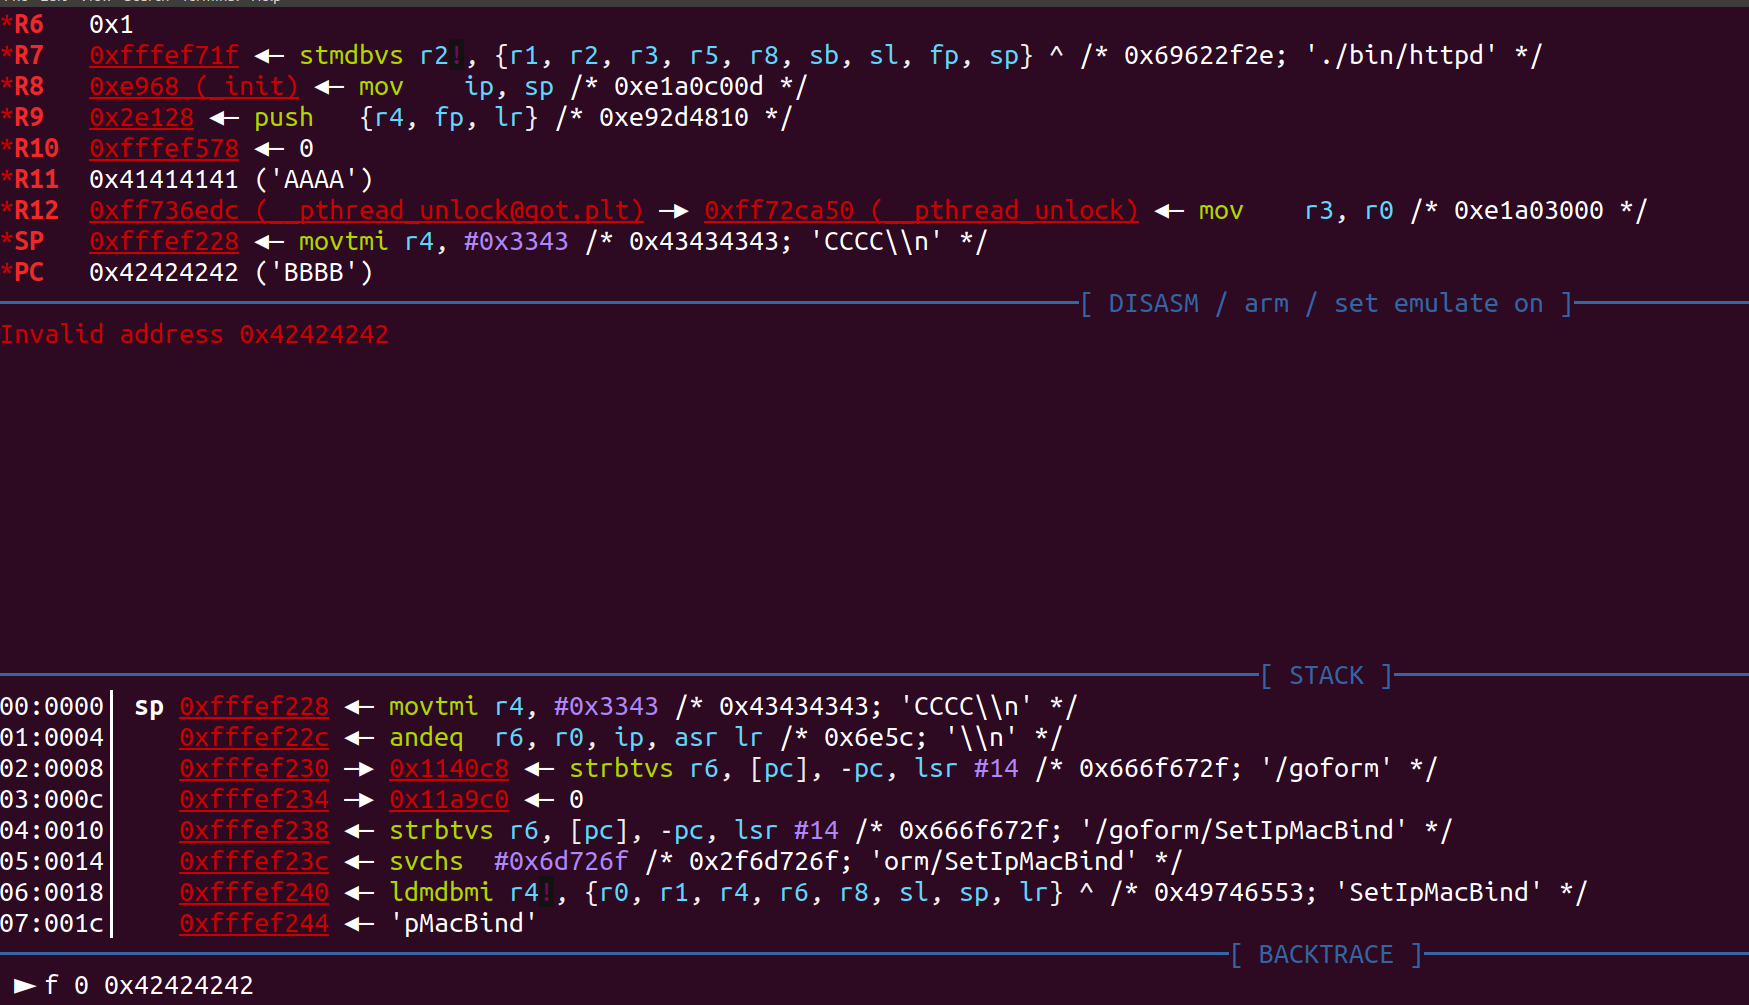 *R6 0x1
*R7 0xfffef71f ◂— stmdbvs r2!, {r1, r2, r3, r5, r8, sb, sl, fp, sp} ^ /* 0x69622f2e; './bin/httpd' */
*R8 0xe968 (_init) ◂— mov ip, sp /* 0xe1a0c00d */
*R9 0x2e128 ◂— push {r4, fp, lr} /* 0xe92d4810 */
*R10 0xfffef578 ◂— 0
*R11 0x41414141 ('AAAA')
*R12 0xff736edc (__pthread_unlock@got.plt) —▸ 0xff72ca50 (__pthread_unlock) ◂— mov r3, r0 /* 0xe1a03000 */
*SP 0xfffef228 ◂— movtmi r4, #0x3343 /* 0x43434343; 'CCCC\\n' */
*PC 0x42424242 ('BBBB')
[ DISASM / arm / set emulate on ]
Invalid address 0x42424242
[ STACK ]
00:0000│ sp 0xfffef228 ◂— movtmi r4, #0x3343 /* 0x43434343; 'CCCC\\n' */
01:0004│ 0xfffef22c ◂— andeq r6, r0, ip, asr lr /* 0x6e5c; '\\n' */
02:0008│ 0xfffef230 —▸ 0x1140c8 ◂— strbtvs r6, [pc], -pc, lsr #14 /* 0x666f672f; '/goform' */
03:000c│ 0xfffef234 —▸ 0x11a9c0 ◂— 0
04:0010│ 0xfffef238 ◂— strbtvs r6, [pc], -pc, lsr #14 /* 0x666f672f; '/goform/SetIpMacBind' */
05:0014│ 0xfffef23c ◂— svchs #0x6d726f /* 0x2f6d726f; 'orm/SetIpMacBind' */
06:0018│ 0xfffef240 ◂— ldmdbmi r4!, {r0, r1, r4, r6, r8, sl, sp, lr} ^ /* 0x49746553; 'SetIpMacBind' */
07:001c│ 0xfffef244 ◂— 'pMacBind'
[ BACKTRACE ]
► f 0 0x42424242